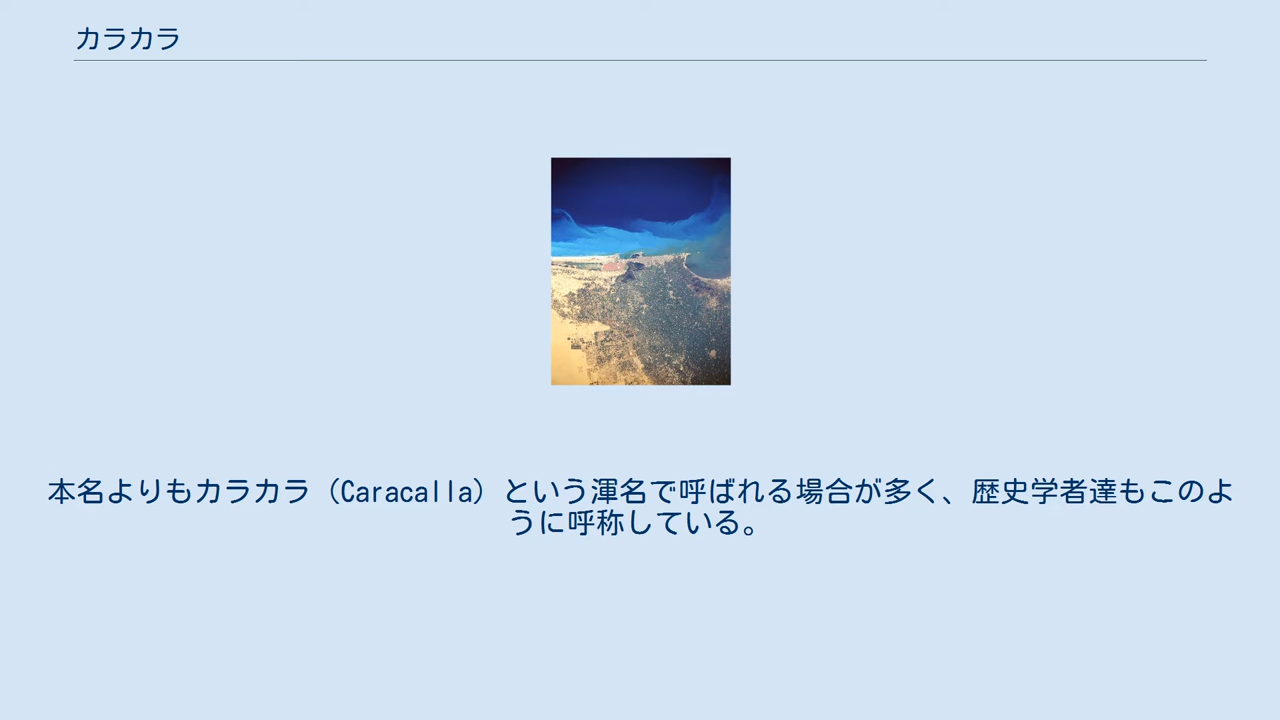 カラカラ
本名よりもカラカラ（Caracalla）という渾名で呼ばれる場合が多く、歴史学者達もこのよ
うに呼称している。